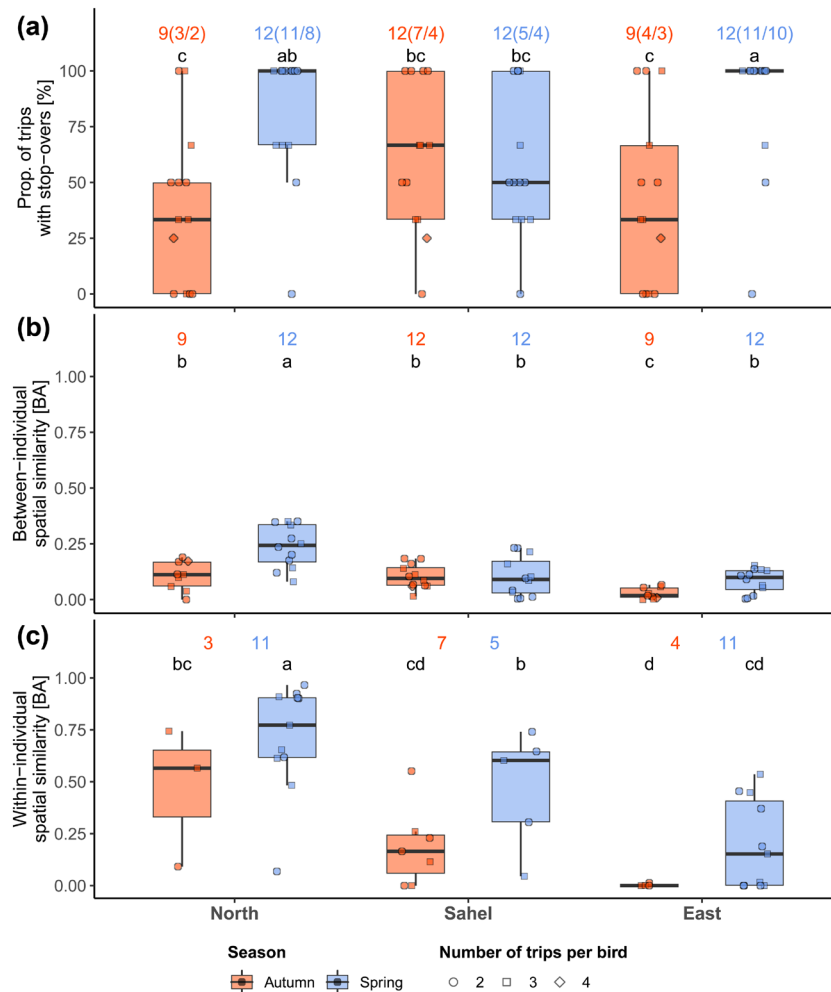 (a)
9(3/2) 12(11/8) 12(7/4) 12(5/4) 9(4/3) 12(11/10)
c ab bc bc c a
Prop. of trips
with stop−overs [%]
100
75
50
25
0
(b)
9 12 12 12 9 12
b a b b c b
Between−individual
spatial similarity [BA]
1.00
0.75
0.50
0.25
0.00
(c)
3 11 7 5 4 11
bc a cd b d cd
Within−individual
spatial similarity [BA]
1.00
0.75
0.50
0.25
0.00
North Sahel East
Season
Autumn Spring
Number of trips per bird
2 3 4